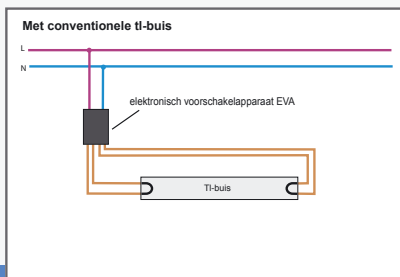 Met conventionele tl-buis
L
N
elektronisch voorschakelapparaat EVA
Tl-buis